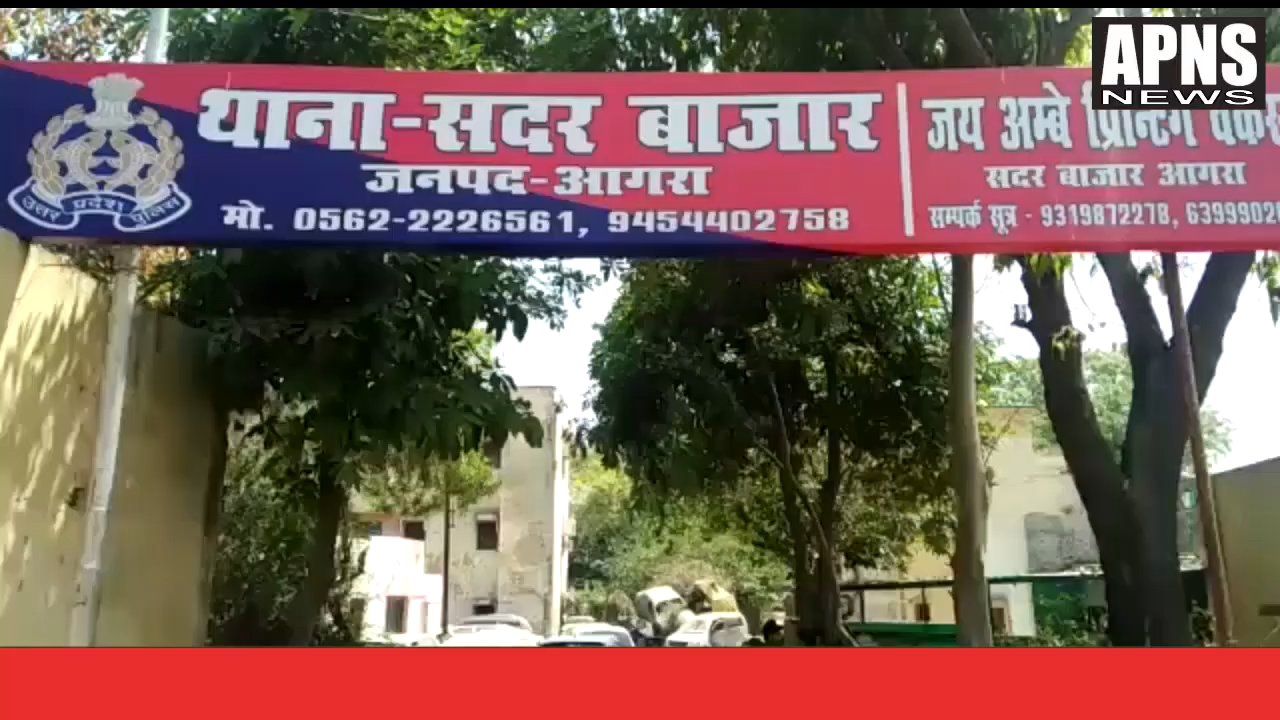 APNS
NEWS
थाना-सदर बाजार
जनपद-आगरा
मो. 0562-2226561, 9454402758
उत्तर प्रदेश पुलिस
जय अम्बे प्रिन्टिंग
सदर बाजार आगरा
सम्पर्क सूत्र - 9319872278,